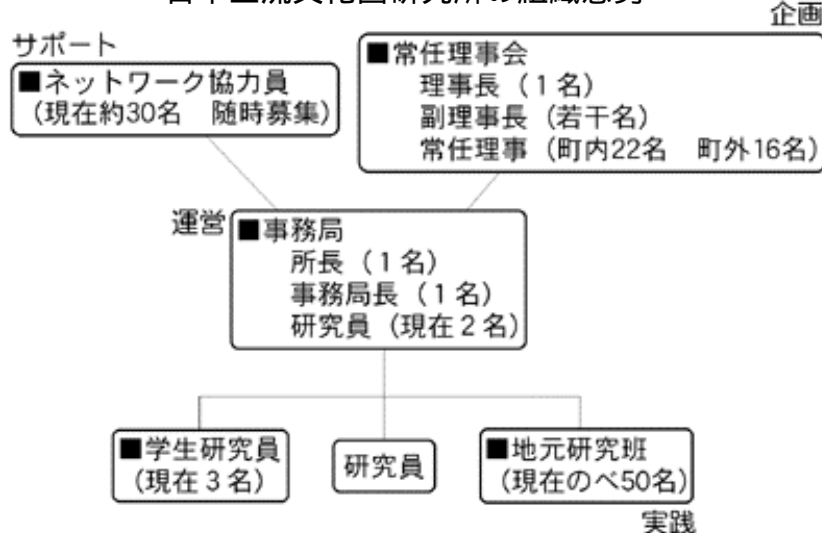 企画
サポート
■ネットワーク協力員
(現在約30名　随時募集)
■常任理事会
理事長（1名）
副理事長（若干名）
常任理事（町内22名　町外16名）
運営
■事務局
所長（1名）
事務局長（1名）
研究員（現在2名）
■学生研究員
(現在3名)
研究員
■地元研究班
(現在のべ50名)
実践